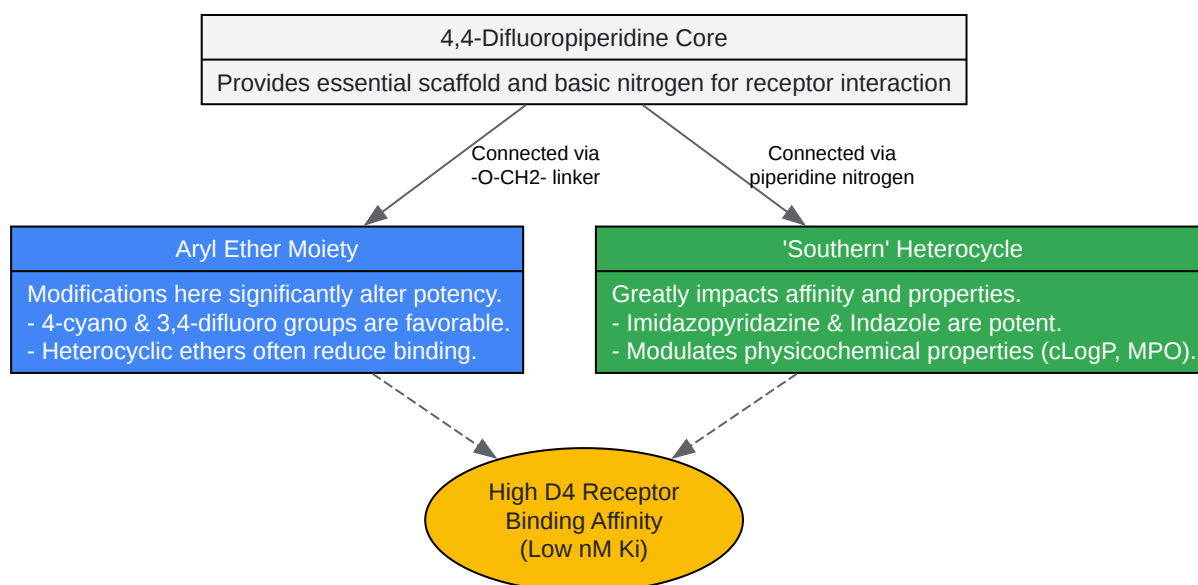 4,4-Difluoropiperidine Core
Provides essential scaffold and basic nitrogen for receptor interaction
Connected via
-O-CH2- linker
Connected via
piperidine nitrogen
Aryl Ether Moiety
Modifications here significantly alter potency.
- 4-cyano & 3,4-difluoro groups are favorable.
- Heterocyclic ethers often reduce binding.
'Southern' Heterocycle
Greatly impacts affinity and properties.
- Imidazopyridazine & Indazole are potent.
- Modulates physicochemical properties (cLogP, MPO).
High D4 Receptor
Binding Affinity
(Low nM Ki)